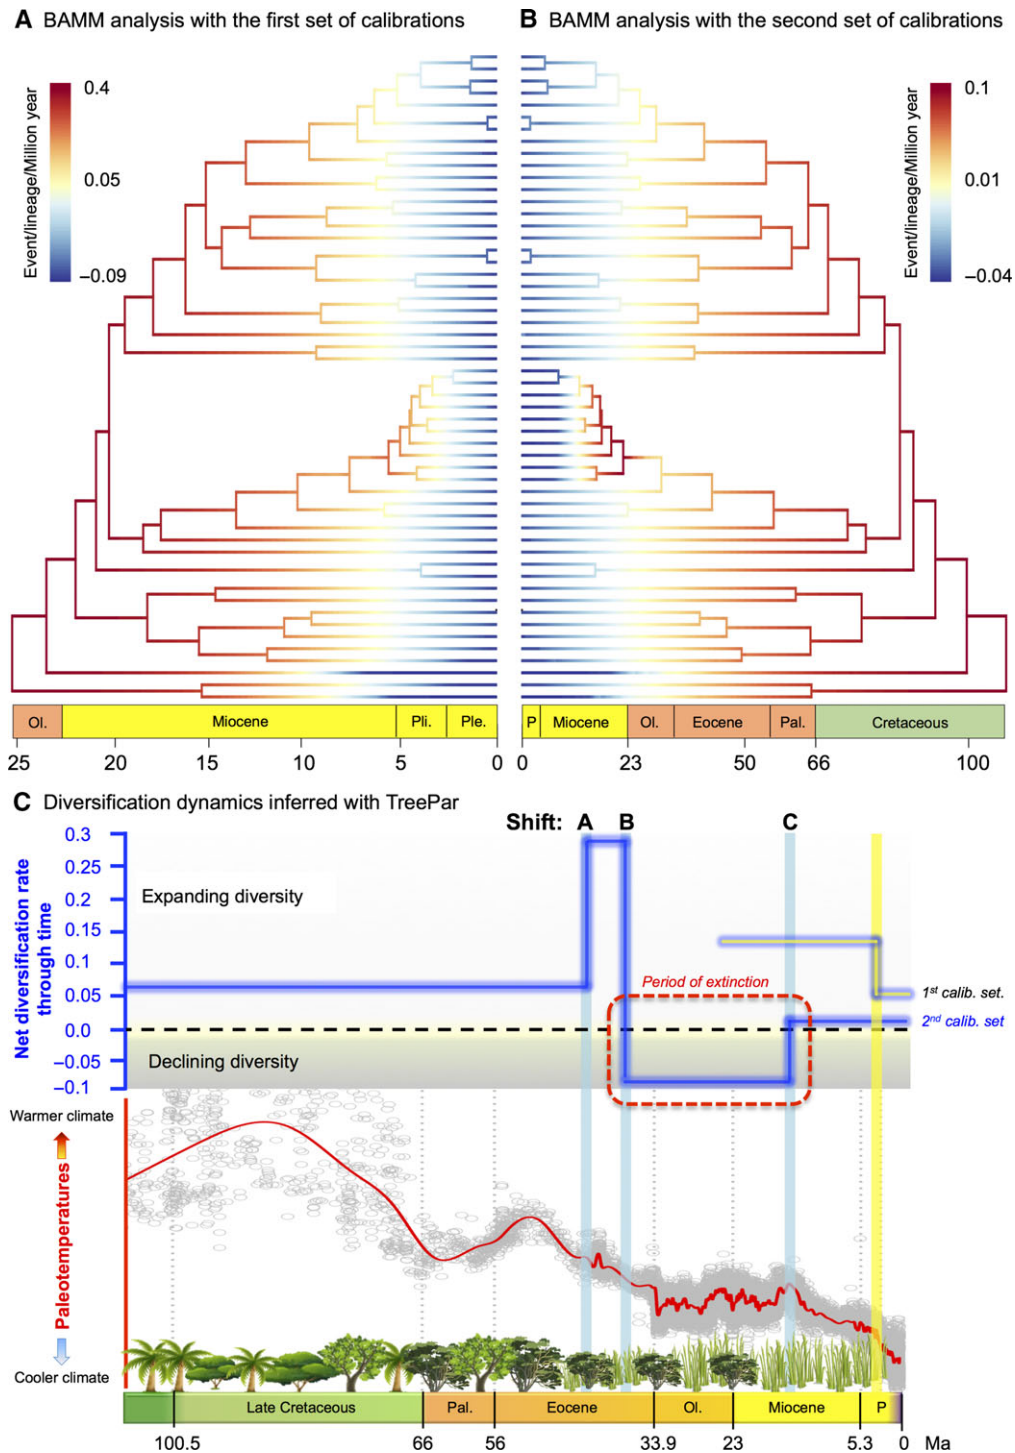 A BAMM analysis with the first set of calibrations
B BAMM analysis with the second set of calibrations
Event/lineage/Million year
0.4
0.05
−0.09
Event/lineage/Million year
0.1
0.01
−0.04
Ol. Miocene Pli. Ple.
25 20 15 10 5 0
P Miocene Ol. Eocene Pal. Cretaceous
0 23 50 66 100
C Diversification dynamics inferred with TreePar
Shift: A B C
Net diversification rate
through time
0.3
0.25
0.2
0.15
0.1
0.05
0.0
−0.05
−0.1
Expanding diversity
Period of extinction
1st calib. set.
2nd calib. set
Declining diversity
Warmer climate
Paleotemperatures
Cooler climate
Late Cretaceous Pal. Eocene Ol. Miocene P
100.5 66 56 33.9 23 5.3 0 Ma